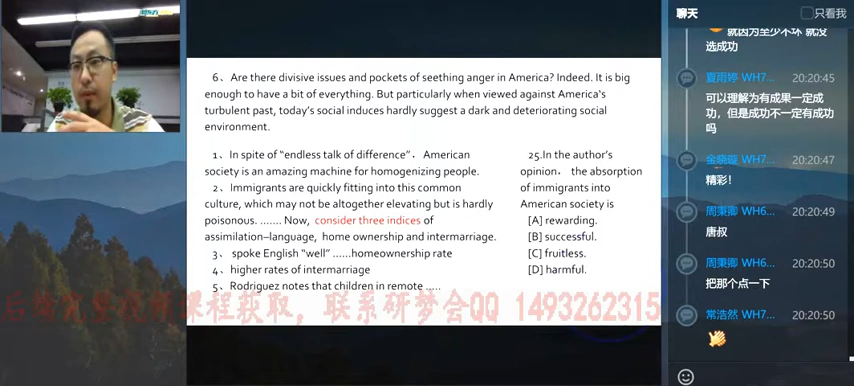 6、Are there divisive issues and pockets of seething anger in America? Indeed. It is big
enough to have a bit of everything. But particularly when viewed against America's
turbulent past, today's social induces hardly suggest a dark and deteriorating social
environment.
1、In spite of "endless talk of difference"， American
society is an amazing machine for homogenizing people.
2、Immigrants are quickly fitting into this common
culture, which may not be altogether elevating but is hardly
poisonous. ....... Now, consider three indices of
assimilation—language, home ownership and intermarriage.
3、 spoke English "well" ......homeownership rate
4、higher rates of intermarriage
5、Rodriguez notes that children in remote .....
25.In the author's
opinion， the absorption
of immigrants into
American society is
[A] rewarding.
[B] successful.
[C] fruitless.
[D] harmful.
后续完整视频课程获取，联系研梦会QQ 1493262315
聊天
只看我
就因为至少不坏 就没
选成功
夏雨婷 WH7... 20:20:45
可以理解为有成果一定成
功，但是成功不一定有成功
吗
金晓璇 WH7... 20:20:47
精彩！
周秉卿 WH6... 20:20:49
唐叔
周秉卿 WH6... 20:20:50
把那个点一下
常浩然 WH7... 20:20:50